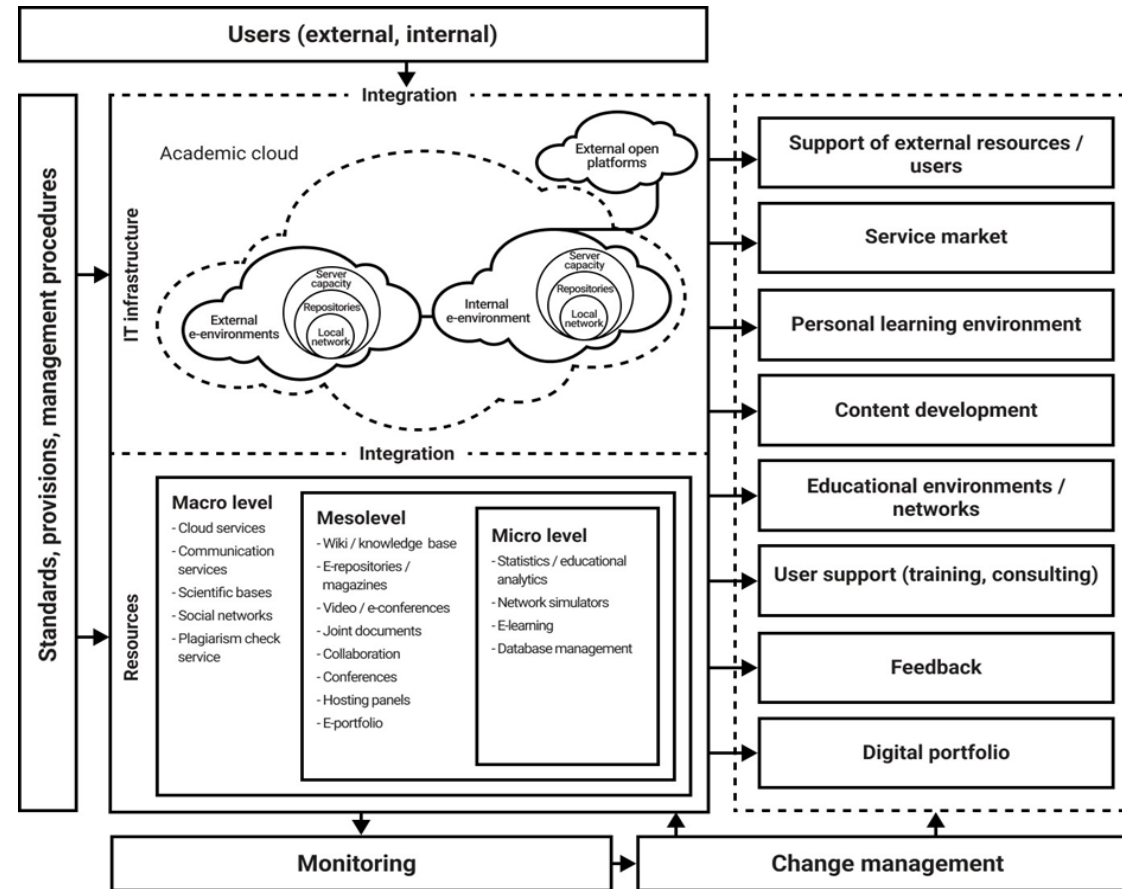 Users (external, internal)
Standards, provisions, management procedures
Integration
Academic cloud
IT infrastructure
External open
platforms
External
e-environments
Server
capacity
Repositories
Local
network
Internal
e-environment
Server
capacity
Repositories
Local
network
Integration
Resources
Macro level
- Cloud services
- Communication
services
- Scientific bases
- Social networks
- Plagiarism check
service
Mesolevel
- Wiki / knowledge base
- E-repositories /
magazines
- Video / e-conferences
- Joint documents
- Collaboration
- Conferences
- Hosting panels
- E-portfolio
Micro level
- Statistics / educational
analytics
- Network simulators
- E-learning
- Database management
Support of external resources /
users
Service market
Personal learning environment
Content development
Educational environments /
networks
User support (training, consulting)
Feedback
Digital portfolio
Monitoring
Change management